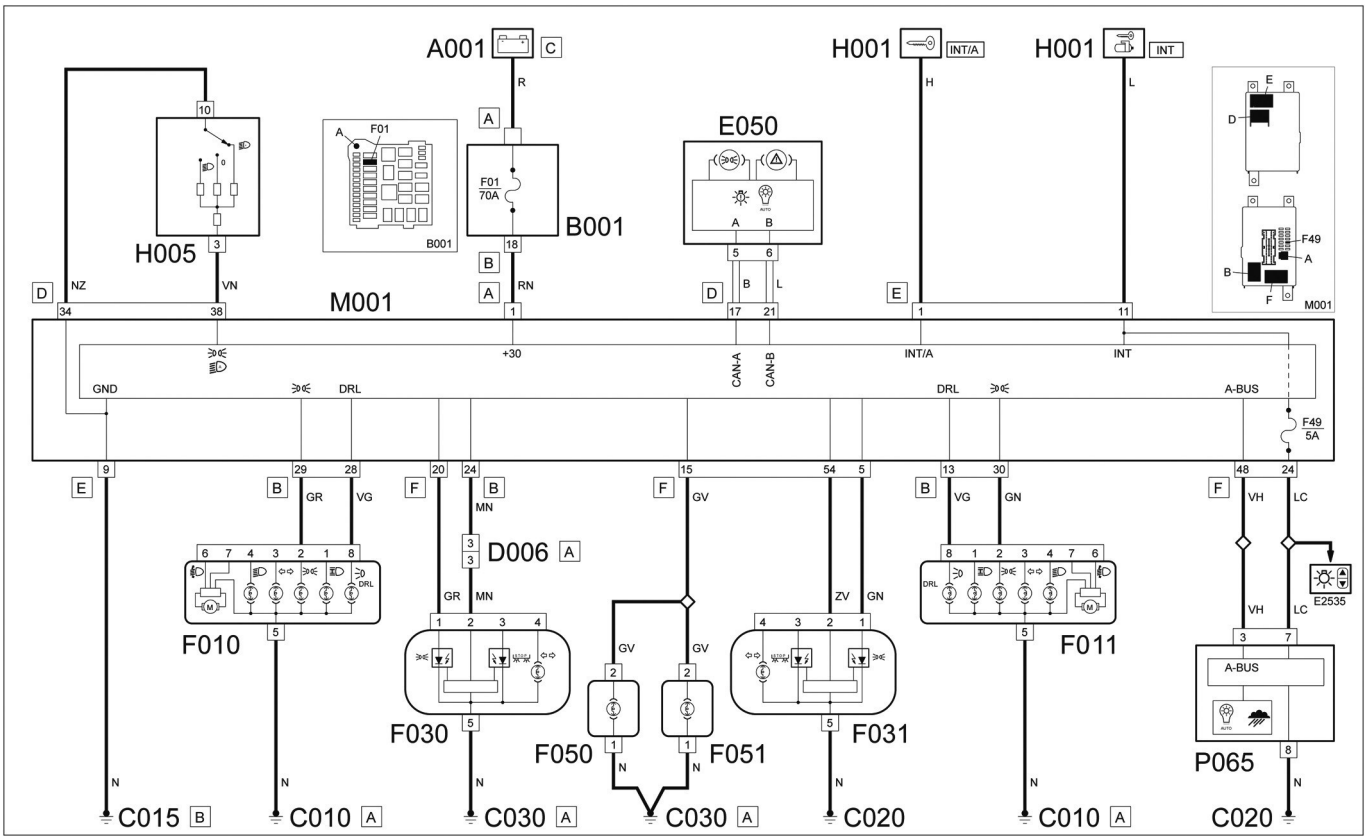 A001 C
H001 INT/A
H001 INT
R
H
L
E
D
10
A
F01
A
E050
0
F01
70A
A B
AUTO
F49
A
B
F
B001
M001
H005
3
B001
18
5 6
B
D NZ VN
A RN
D B L
E
M001
34 38 1 17 21 1 11
+30
CAN-A CAN-B
INT/A
INT
GND
DRL
DRL
A-BUS
F49
5A
9 29 28 20 24 15 54 5 13 30 48 24
E B F B F B F
GR VG MN GV VG GN VH LC
3
3
D006 A
6 7 4 3 2 1 8
8 1 2 3 4 7 6
DRL
M
DRL
M
E2535
GR MN ZV GN VH LC
F010
5
1 2 3 4
4 3 2 1
5
F011
3 7
STOP
STOP
GV GV
2 2
A-BUS
AUTO
F030
5
F050
1
1
F051
5
F031
P065
8
N N N N N N N N
C015 B
C010 A
C030 A
C030 A
C020
C010 A
C020